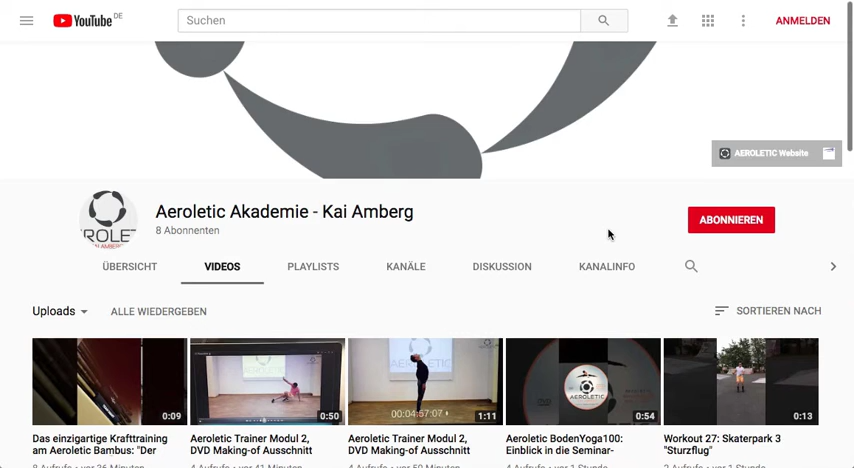 YouTube DE
Suchen
ANMELDEN
AEROLETIC Website
Aeroletic Akademie - Kai Amberg
8 Abonnenten
ABONNIEREN
ÜBERSICHT VIDEOS PLAYLISTS KANÄLE DISKUSSION KANALINFO
Uploads ALLE WIEDERGEBEN SORTIEREN NACH
AEROLETIC
00:04:57:07
DVD
AEROLETIC
0:09
0:50
1:11
0:54
0:13
Das einzigartige Krafttraining
am Aeroletic Bambus: "Der
Aeroletic Trainer Modul 2,
DVD Making-of Ausschnitt
Aeroletic Trainer Modul 2,
DVD Making-of Ausschnitt
Aeroletic BodenYoga100:
Einblick in die Seminar-
Workout 27: Skaterpark 3
"Sturzflug"